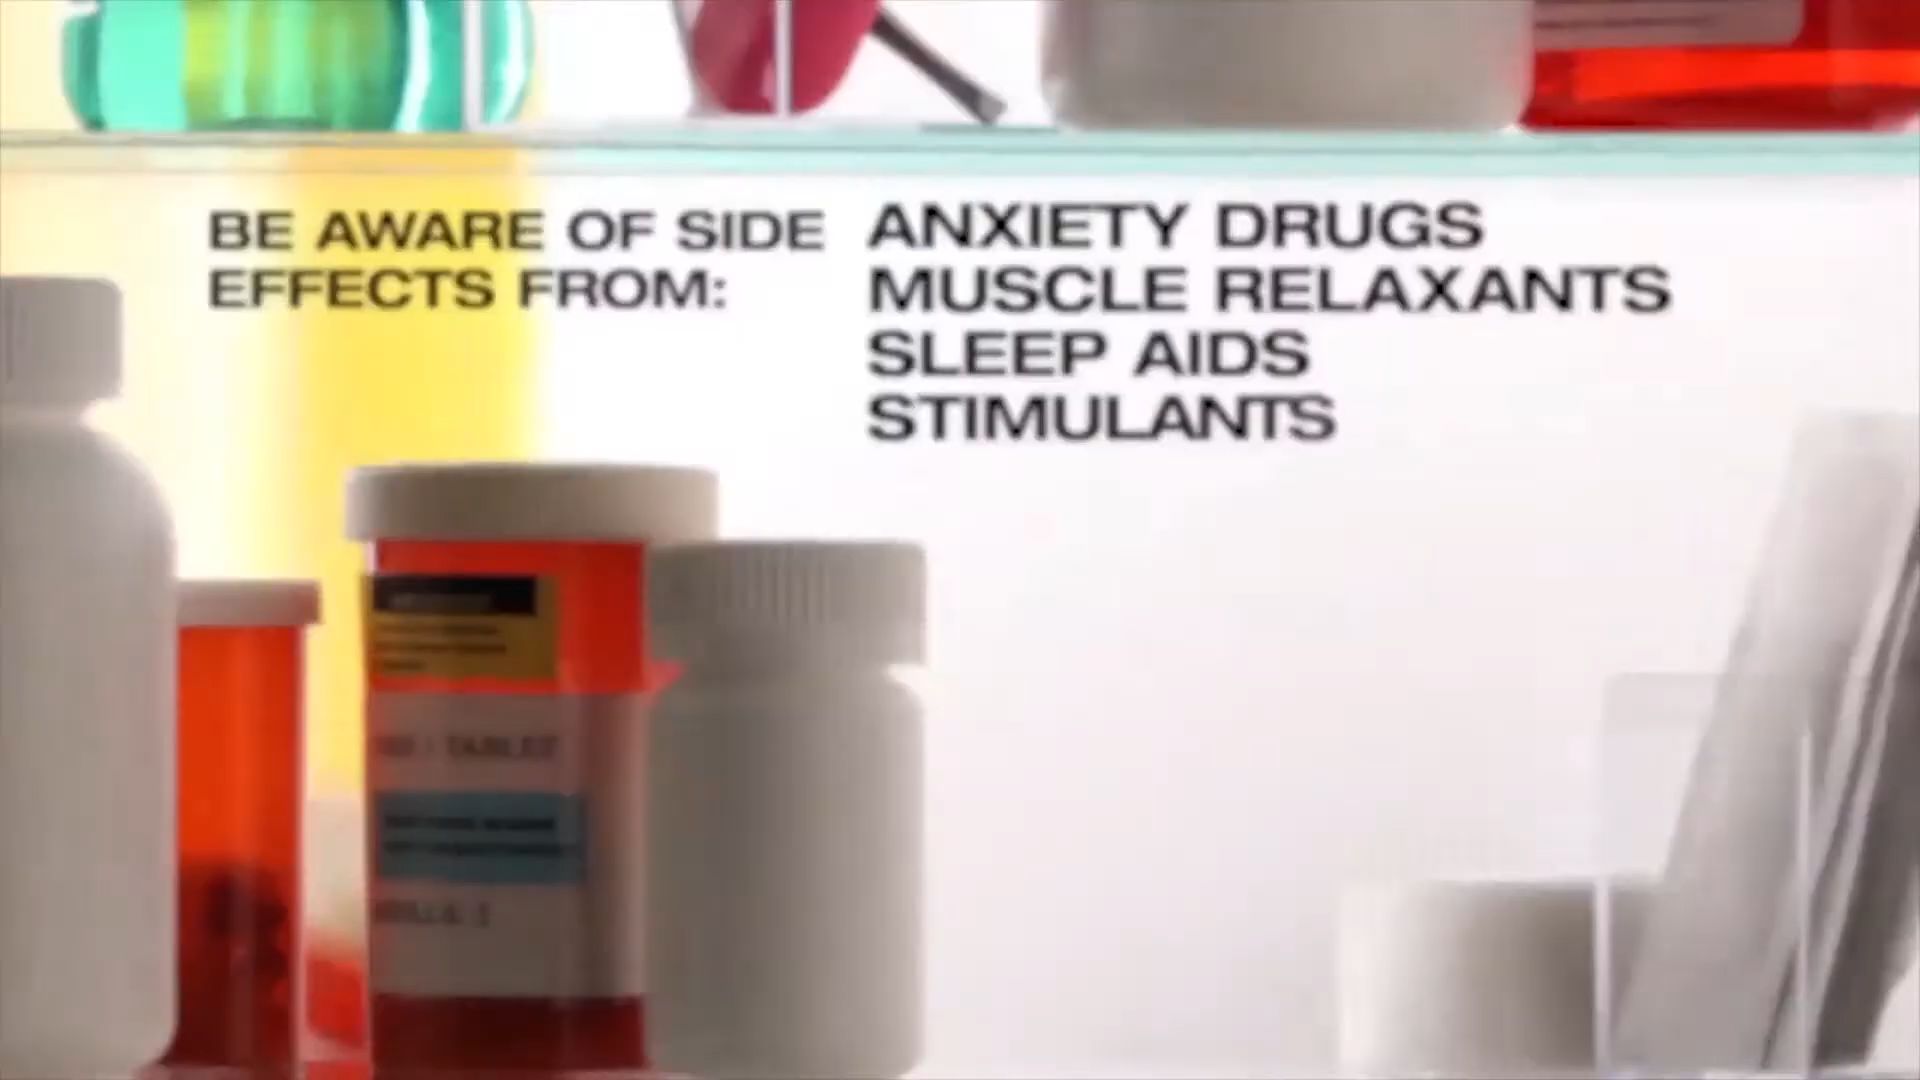 BE AWARE OF SIDE
EFFECTS FROM:
ANXIETY DRUGS
MUSCLE RELAXANTS
SLEEP AIDS
STIMULANTS
TABLET